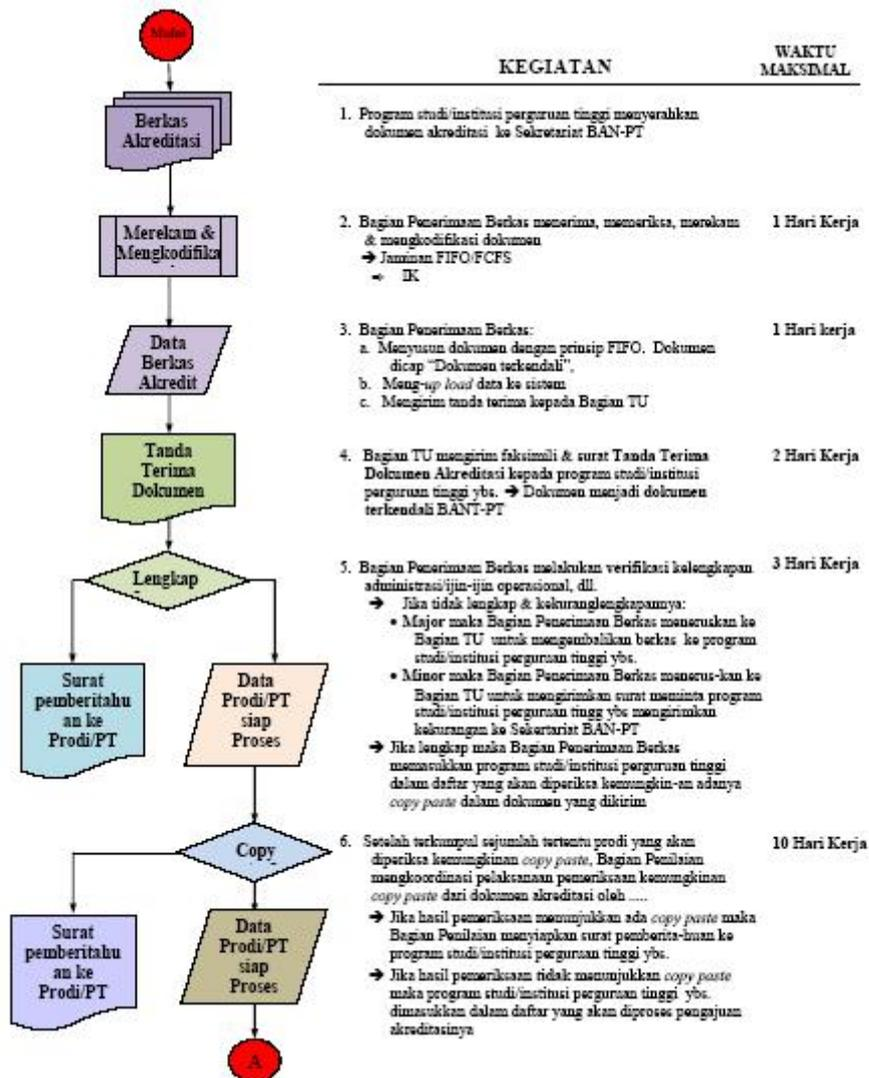 Mulai
KEGIATAN
WAKTU
MAKSIMAL
Berkas
Akreditasi
1. Program studi/institusi perguruan tinggi menyerahkan
dokumen akreditasi ke Sekretariat BAN-PT
Merekam &
Mengkodifika
2. Bagian Penerimaan Berkas menerima, memeriksa, merekam
& mengkodifikasi dokumen
➔ Jaminan FIFO/FCFS
➾ IK
1 Hari Kerja
Data
Berkas
Akredit
3. Bagian Penerimaan Berkas:
a. Menyusun dokumen dengan prinsip FIFO. Dokumen
dicap “Dokumen terkendali”,
b. Meng-up load data ke sistem
c. Mengirim tanda terima kepada Bagian TU
1 Hari kerja
Tanda
Terima
Dokumen
4. Bagian TU mengirim faksimili & surat Tanda Terima
Dokumen Akreditasi kepada program studi/institusi
perguruan tinggi ybs. ➔ Dokumen menjadi dokumen
terkendali BANT-PT
2 Hari Kerja
Lengkap
5. Bagian Penerimaan Berkas melakukan verifikasi kelengkapan
administrasi/ijin-ijin operasional, dll.
➔ Jika tidak lengkap & kekuranglengkapannya:
• Major maka Bagian Penerimaan Berkas meneruskan ke
Bagian TU untuk mengembalikan berkas ke program
studi/institusi perguruan tinggi ybs.
• Minor maka Bagian Penerimaan Berkas menerus-kan ke
Bagian TU untuk mengirimkan surat meminta program
studi/institusi perguruan tingg ybs mengirimkan
kekurangan ke Sekertariat BAN-PT
➔ Jika lengkap maka Bagian Penerimaan Berkas
memasukkan program studi/institusi perguruan tinggi
dalam daftar yang akan diperiksa kemungkin-an adanya
copy paste dalam dokumen yang dikirim
3 Hari Kerja
Surat
pemberitahu
an ke
Prodi/PT
Data
Prodi/PT
siap
Proses
Copy
6. Setelah terkumpul sejumlah tertentu prodi yang akan
diperiksa kemungkinan copy paste, Bagian Penilaian
mengkoordinasi pelaksanaan pemeriksaan kemungkinan
copy paste dari dokumen akreditasi oleh .....
➔ Jika hasil pemeriksaan menunjukkan ada copy paste maka
Bagian Penilaian menyiapkan surat pemberita-huan ke
program studi/institusi perguruan tinggi ybs.
➔ Jika hasil pemeriksaan tidak menunjukkan copy paste
maka program studi/institusi perguruan tinggi ybs.
dimasukkan dalam daftar yang akan diproses pengajuan
akreditasinya
10 Hari Kerja
Surat
pemberitahu
an ke
Prodi/PT
Data
Prodi/PT
siap
Proses
A